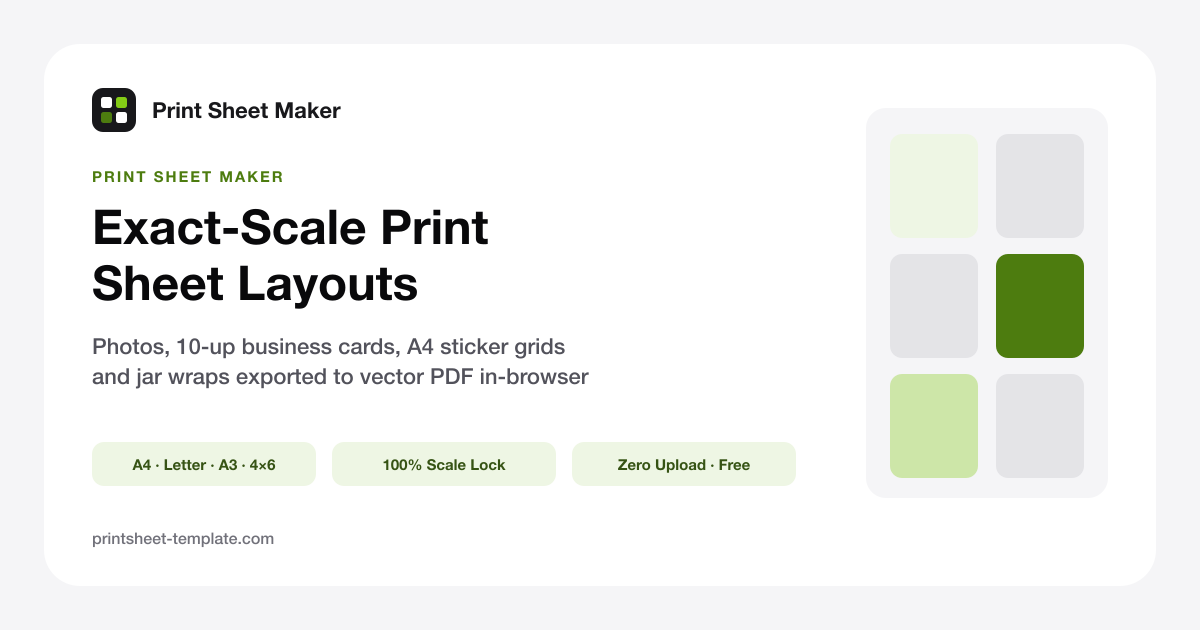 Print Sheet Maker
PRINT SHEET MAKER
Exact-Scale Print
Sheet Layouts
Photos, 10-up business cards, A4 sticker grids
and jar wraps exported to vector PDF in-browser
A4 · Letter · A3 · 4×6
100% Scale Lock
Zero Upload · Free
printsheet-template.com